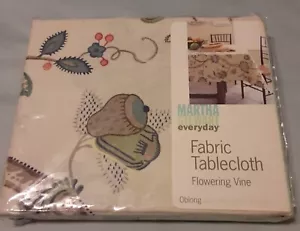 MARTHA
everyday
Fabric
Tablecloth
Flowering Vine
Oblong